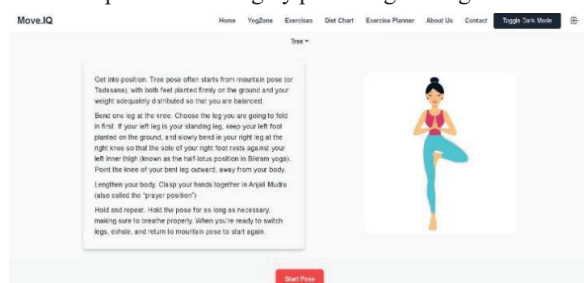 Move.IQ
Home YogZone Exercises Diet Chart Exercise Planner About Us Contact Toggle Dark Mode
Tree
Get into position. Tree pose often starts from mountain pose (or
Tadasana), with both feet planted firmly on the ground and your
weight adequately distributed so that you are balanced.
Bend one leg at the knee. Choose the leg you are going to fold
in first. If your left leg is your standing leg, keep your left foot
planted on the ground, and slowly bend in your right leg at the
right knee so that the sole of your right foot rests against your
left inner thigh (known as the half-lotus position in Bikram yoga).
Point the knee of your bent leg outward, away from your body.
Lengthen your body. Clasp your hands together in Anjali Mudra
(also called the "prayer position")
Hold and repeat. Hold the pose for as long as necessary,
making sure to breathe properly. When you're ready to switch
legs, exhale, and return to mountain pose to start again.
Start Pose